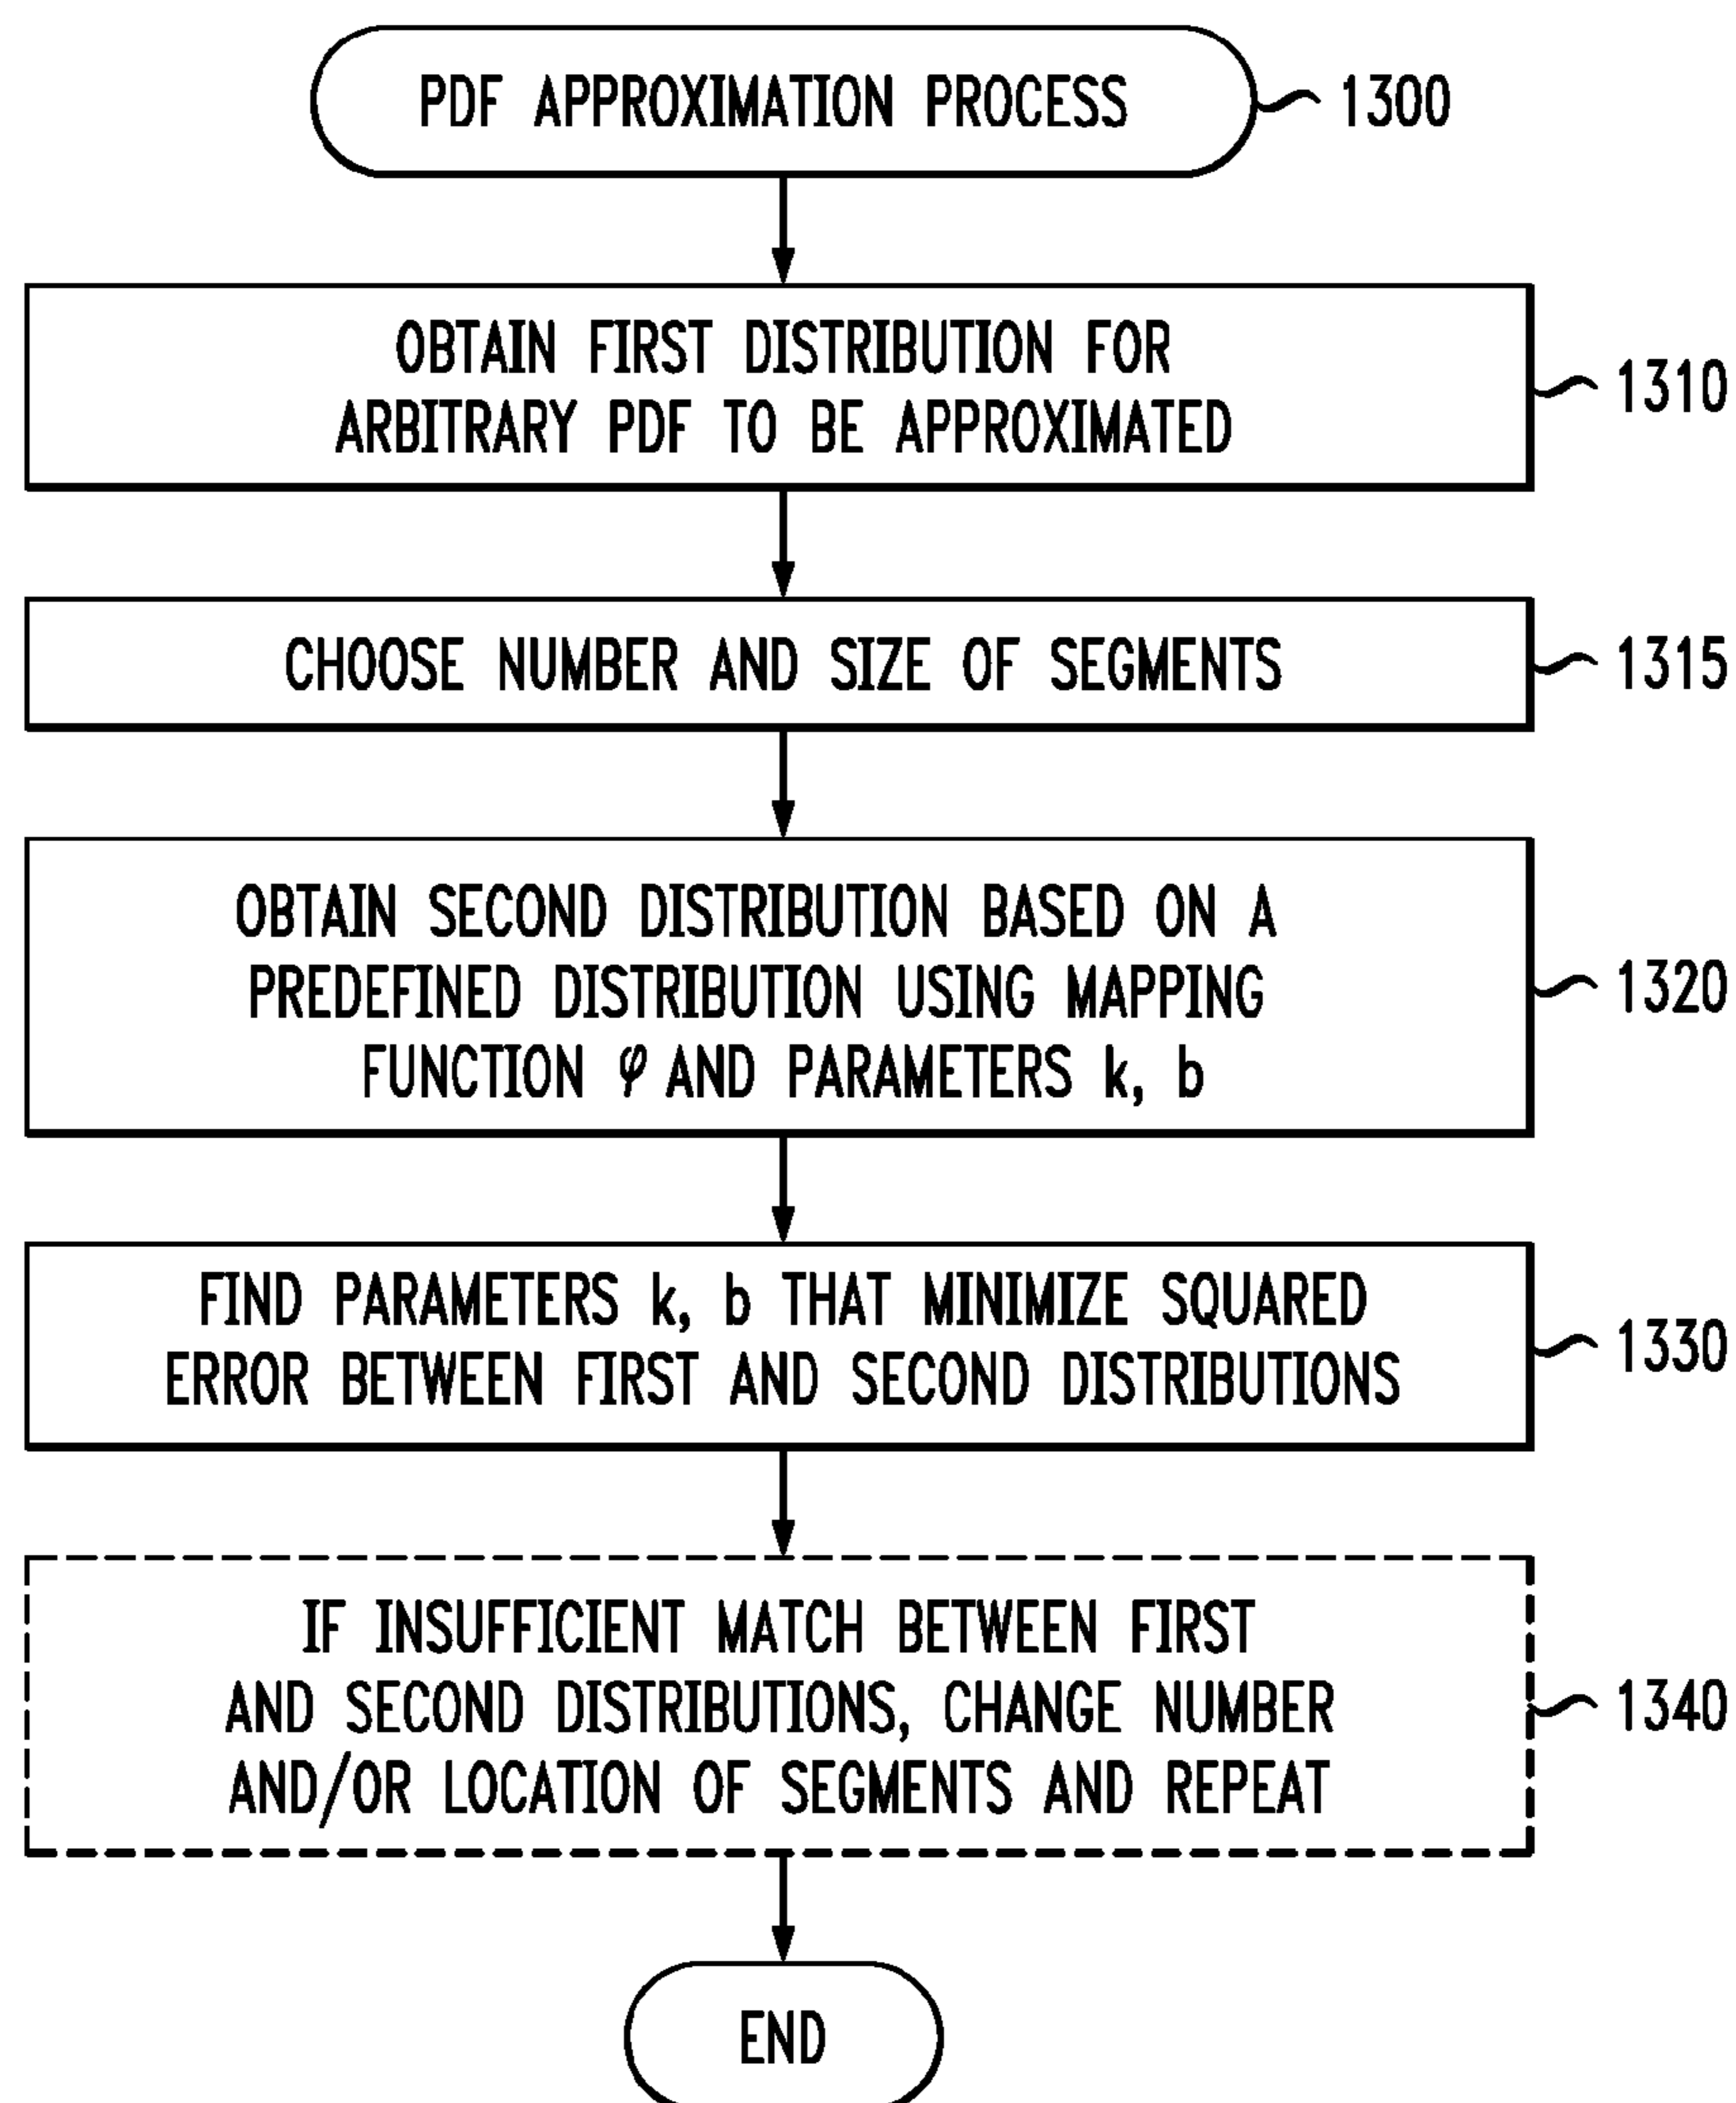 PDF APPROXIMATION PROCESS
1300
OBTAIN FIRST DISTRIBUTION FOR
ARBITRARY PDF TO BE APPROXIMATED
1310
CHOOSE NUMBER AND SIZE OF SEGMENTS
1315
OBTAIN SECOND DISTRIBUTION BASED ON A
PREDEFINED DISTRIBUTION USING MAPPING
FUNCTION φ AND PARAMETERS k, b
1320
FIND PARAMETERS k, b THAT MINIMIZE SQUARED
ERROR BETWEEN FIRST AND SECOND DISTRIBUTIONS
1330
IF INSUFFICIENT MATCH BETWEEN FIRST
AND SECOND DISTRIBUTIONS, CHANGE NUMBER
AND/OR LOCATION OF SEGMENTS AND REPEAT
1340
END